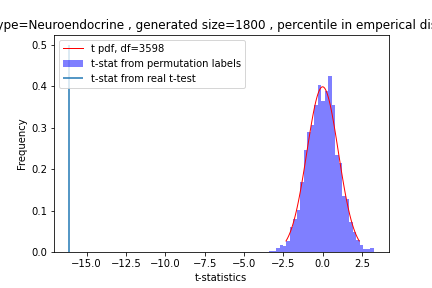 ype=Neuroendocrine , generated size=1800 , percentile in emperical dis
t pdf, df=3598
t-stat from permutation labels
t-stat from real t-test
Frequency
0.5
0.4
0.3
0.2
0.1
0.0
−15.0
−12.5
−10.0
−7.5
−5.0
−2.5
0.0
2.5
t-statistics